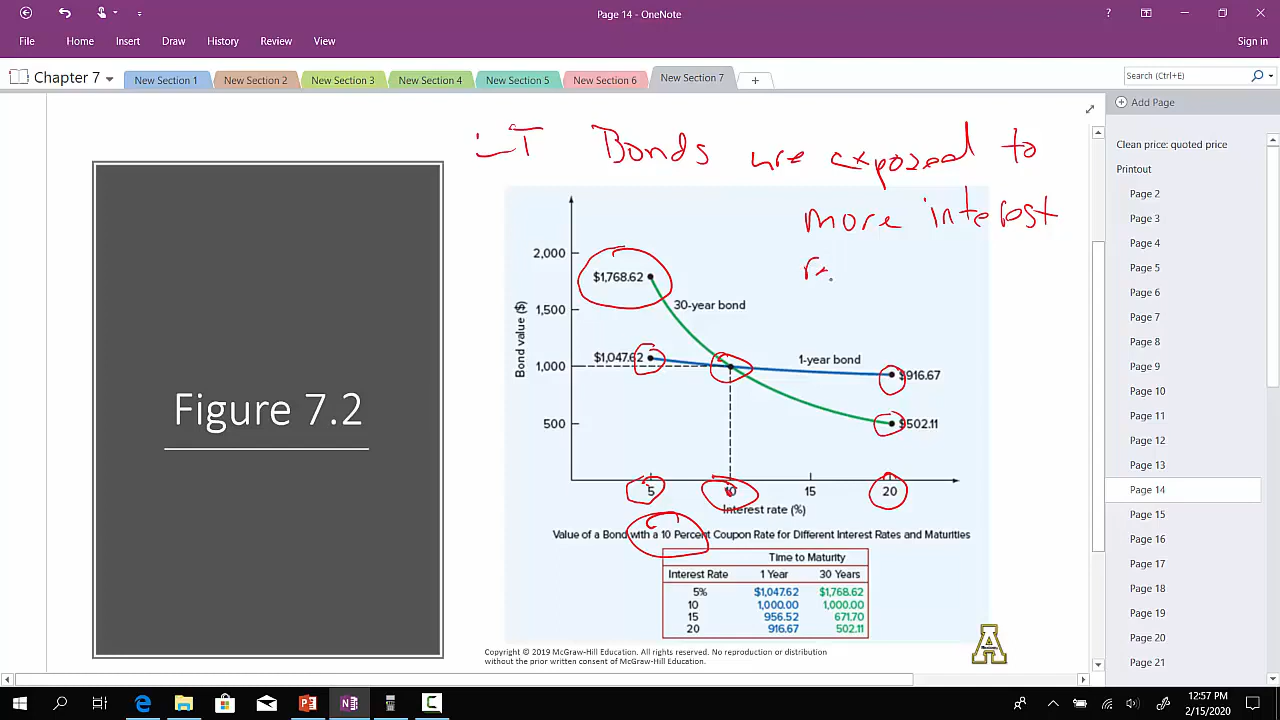 Page 14 - OneNote
?
File Home Insert Draw History Review View
Sign in
Chapter 7
New Section 1 New Section 2 New Section 3 New Section 4 New Section 5 New Section 6 New Section 7 +
Search (Ctrl+E)
Add Page
Clean price: quoted price
Printout
Page 2
Page 3
Page 4
Page 5
Page 6
Page 7
Page 8
Page 9
Page 10
Page 11
Page 12
Page 13
Page 14
Page 15
Page 16
Page 17
Page 18
Page 19
Page 20
Page 21
LT Bonds are exposed to
more interest
Figure 7.2
Bond value ($)
2,000
1,500
1,000
500
$1,768.62
30-year bond
$1,047.62
1-year bond
$916.67
$502.11
5 10 15 20
Interest rate (%)
Value of a Bond with a 10 Percent Coupon Rate for Different Interest Rates and Maturities
Time to Maturity
Interest Rate 1 Year 30 Years
5% $1,047.62 $1,768.62
10 1,000.00 1,000.00
15 956.52 671.70
20 916.67 502.11
Copyright © 2019 McGraw-Hill Education. All rights reserved. No reproduction or distribution
without the prior written consent of McGraw-Hill Education.
A
12:57 PM
2/15/2020